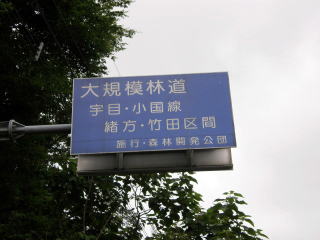 大規模林道
宇目・小国線
緒方・竹田区間
施行・森林開発公団